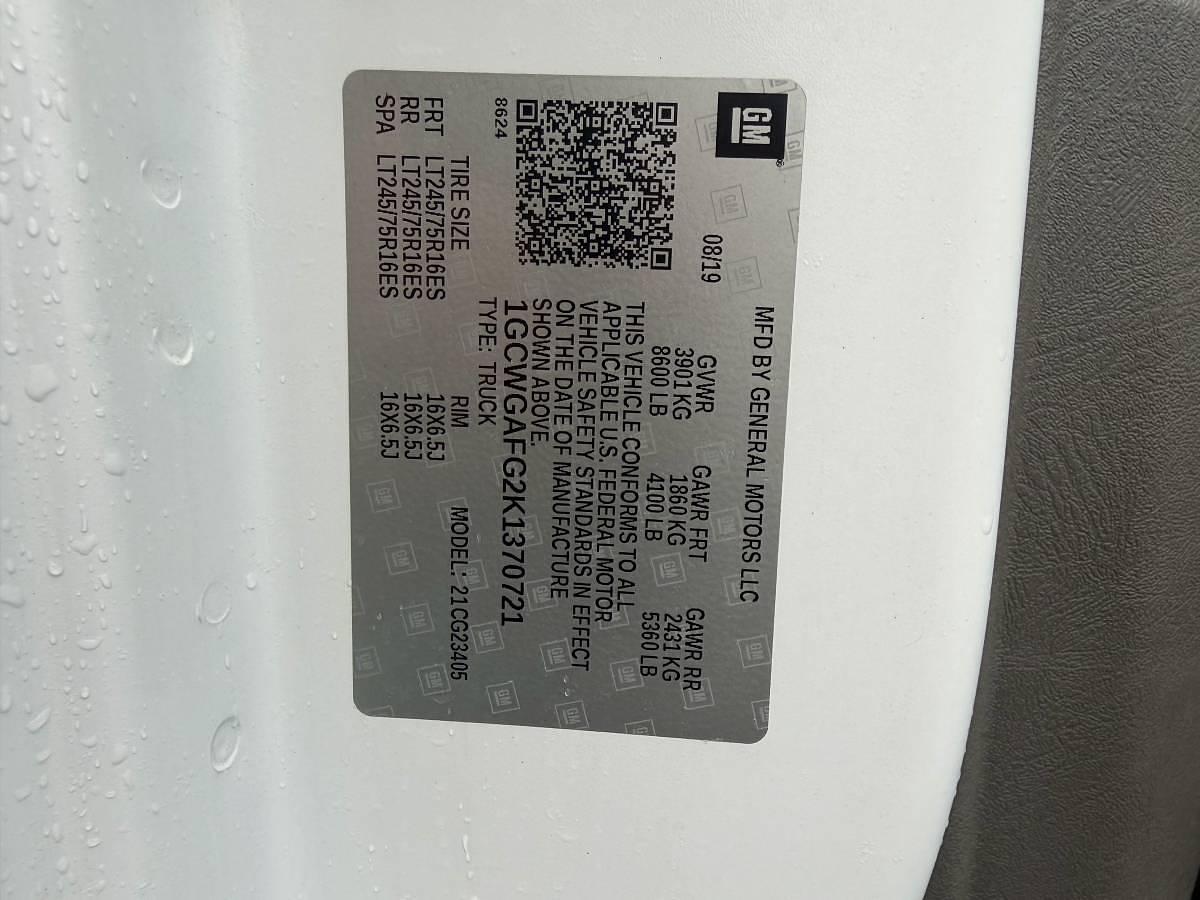 GM
MFD BY GENERAL MOTORS LLC
08/19
GVWR GAWR FRT GAWR RR
3901 KG 1860 KG 2431 KG
8600 LB 4100 LB 5360 LB
THIS VEHICLE CONFORMS TO ALL
APPLICABLE U.S. FEDERAL MOTOR
VEHICLE SAFETY STANDARDS IN EFFECT
ON THE DATE OF MANUFACTURE
SHOWN ABOVE.
8624
1GCWGAFG2K1370721
TYPE: TRUCK MODEL: 21CG23405
TIRE SIZE RIM
FRT LT245/75R16ES 16X6.5J
RR LT245/75R16ES 16X6.5J
SPA LT245/75R16ES 16X6.5J